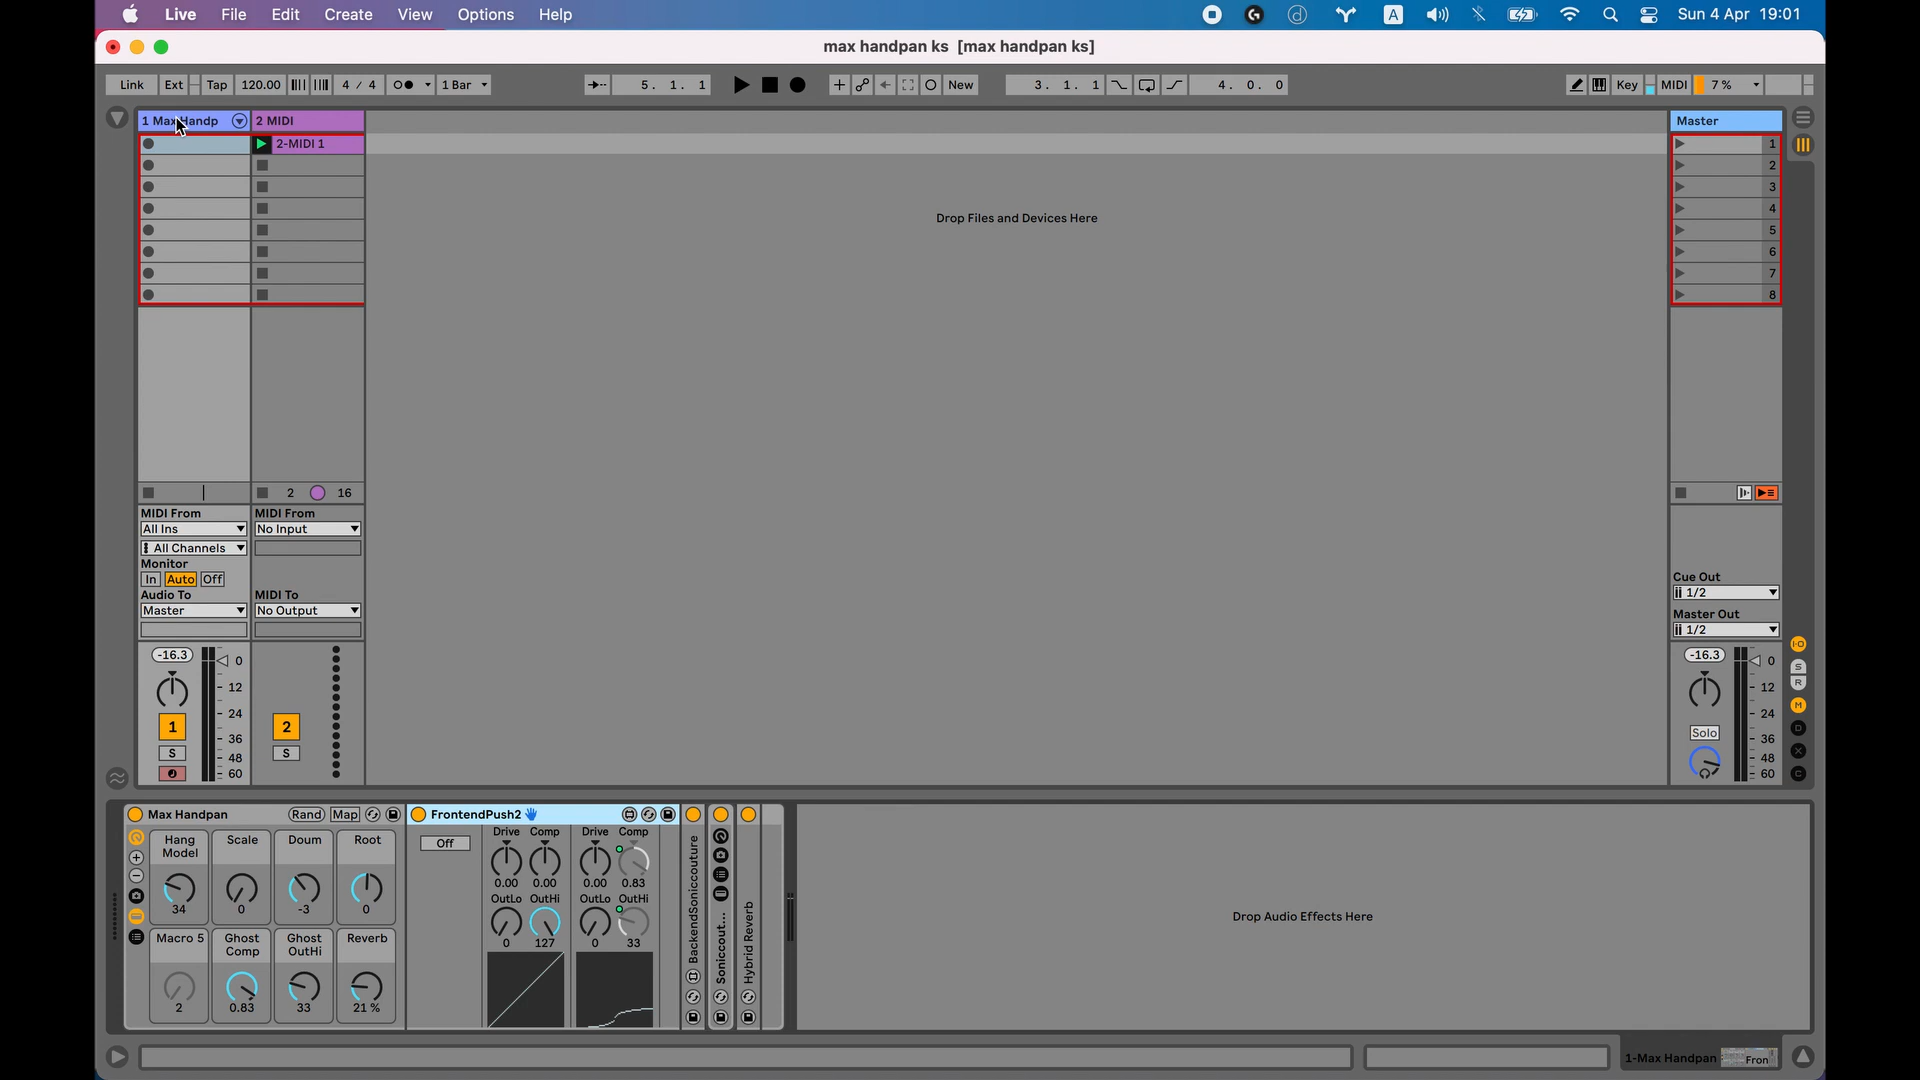 Live File Edit Create View Options Help
A Sun 4 Apr 19:01
max handpan ks [max handpan ks]
Link Ext Tap 120.00 4 / 4 1 Bar 5. 1. 1 New 3. 1. 1 4. 0. 0 Key MIDI 7 %
1 Max Handp 2 MIDI Master
2-MIDI 1 1
2
3
Drop Files and Devices Here 4
5
6
7
8
2 16
MIDI From MIDI From
All Ins No Input
All Channels
Monitor
In Auto Off Cue Out
Audio To MIDI To 1/2
Master No Output Master Out
1/2
-16.3 0 -16.3 0
12 12
24 24
1 36 2 Solo 36
S 48 S 48
60 60
I-O
S
R
M
D
X
C
Max Handpan Rand Map FrontendPush2
Hang Model Scale Doum Root Off Drive Comp Drive Comp
34 0 -3 0 0.00 0.00 0.00 0.83
OutLo OutHi OutLo OutHi
Macro 5 Ghost Comp Ghost OutHi Reverb 0 127 0 33
2 0.83 33 21 %
BackendSoniccouture
Soniccout...
Hybrid Reverb
Drop Audio Effects Here
1-Max Handpan Fron